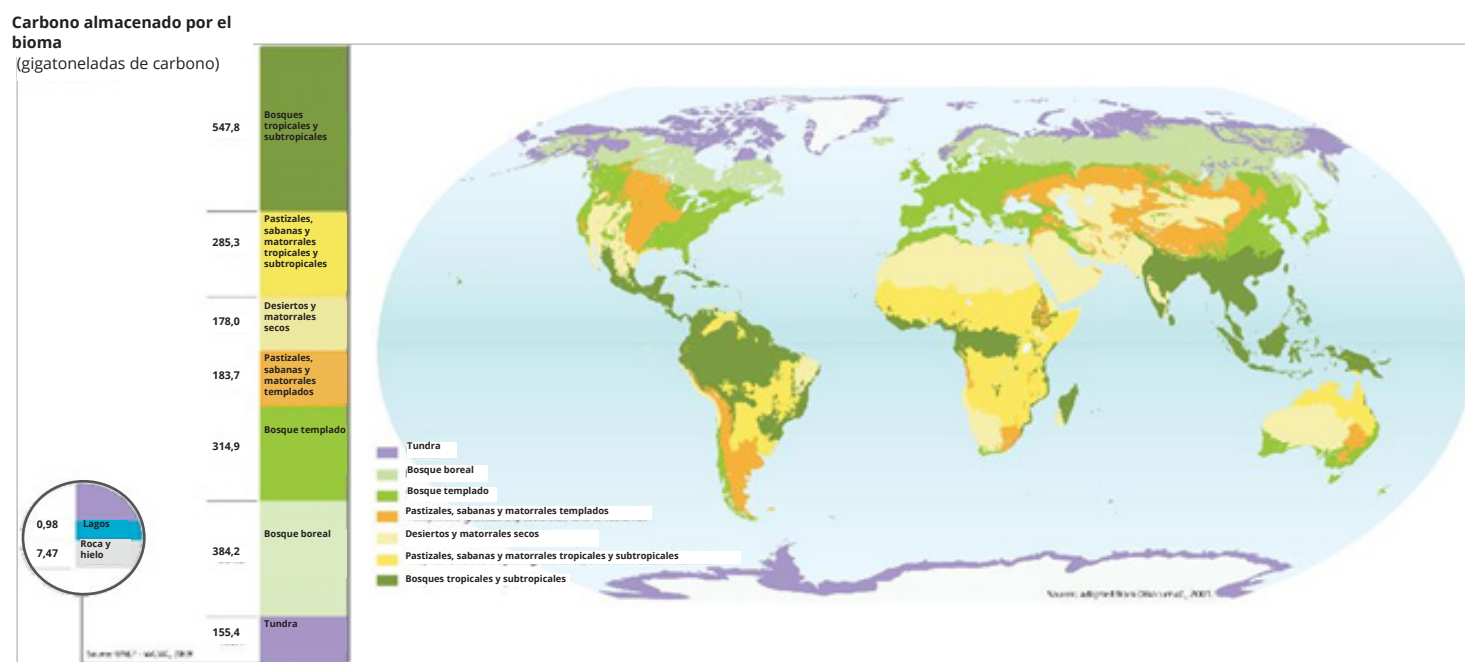 Carbono almacenado por el
bioma
(gigatoneladas de carbono)
547,8
Bosques
tropicales y
subtropicales
285,3
Pastizales,
sabanas y
matorrales
tropicales y
subtropicales
178,0
Desiertos y
matorrales
secos
183,7
Pastizales,
sabanas y
matorrales
templados
314,9
Bosque templado
384,2
Bosque boreal
155,4
Tundra
0,98
Lagos
7,47
Roca y
hielo
Tundra
Bosque boreal
Bosque templado
Pastizales, sabanas y matorrales templados
Desiertos y matorrales secos
Pastizales, sabanas y matorrales tropicales y subtropicales
Bosques tropicales y subtropicales
Source: adapted from